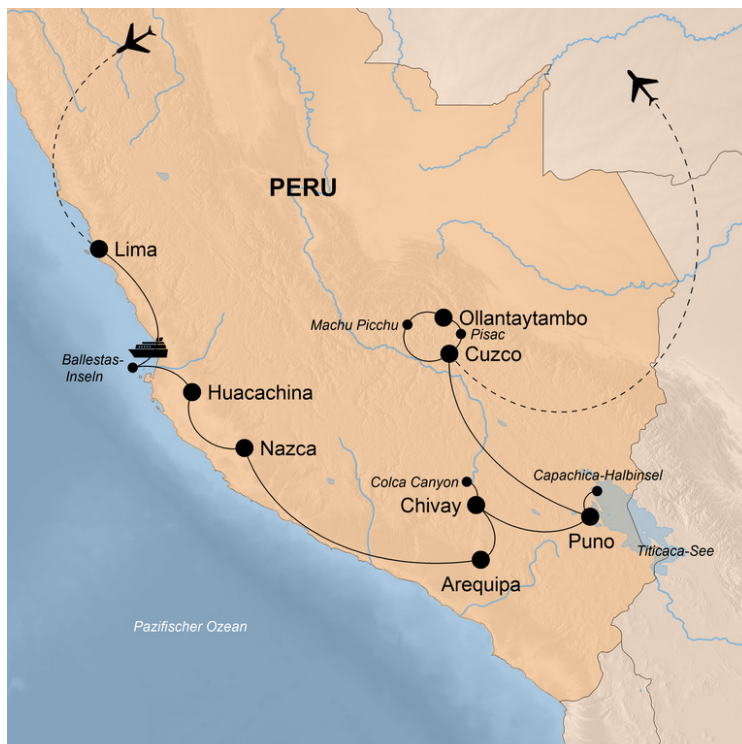 PERU
Lima
Ollantaytambo
Machu Picchu
Pisac
Cuzco
Ballestas-
Inseln
Huacachina
Nazca
Colca Canyon
Capachica-Halbinsel
Chivay
Puno
Titicaca-See
Arequipa
Pazifischer Ozean